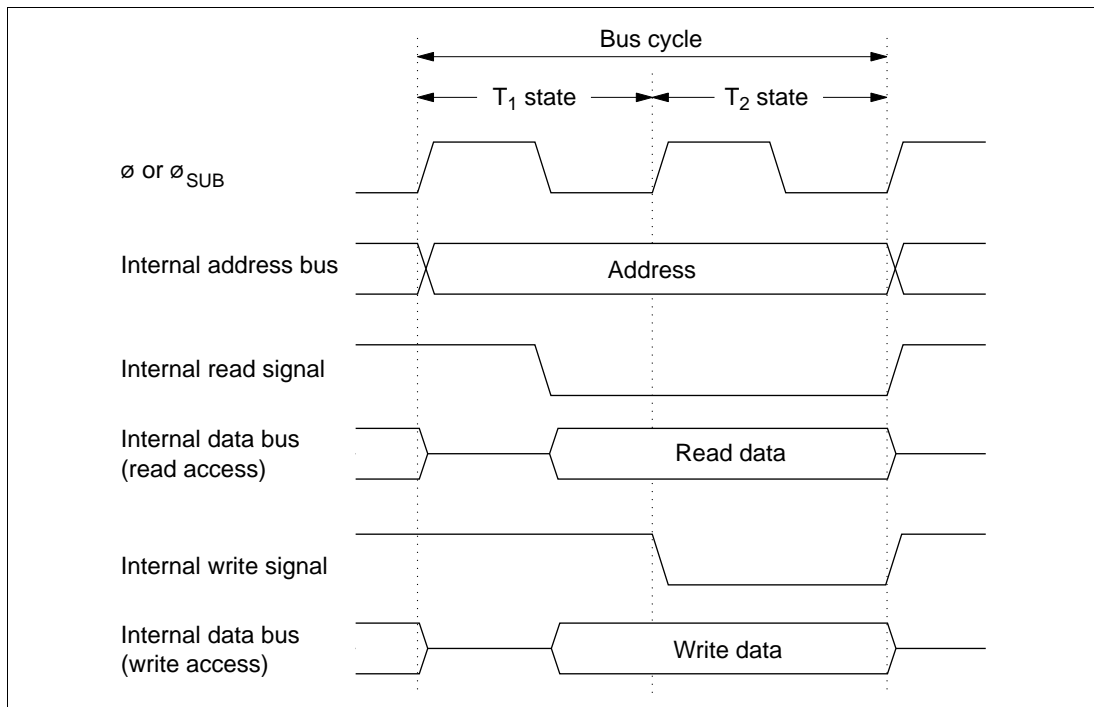 Bus cycle
T1 state
T2 state
ø or øSUB
Internal address bus
Address
Internal read signal
Internal data bus
(read access)
Read data
Internal write signal
Internal data bus
(write access)
Write data